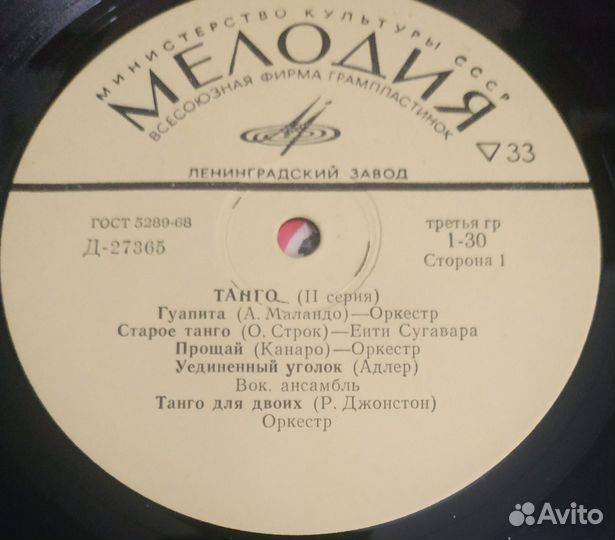 МИНИСТЕРСТВО КУЛЬТУРЫ СССР
МЕЛОДИЯ
ВСЕСОЮЗНАЯ ФИРМА ГРАМПЛАСТИНОК
33
ЛЕНИНГРАДСКИЙ ЗАВОД
ГОСТ 5289-68
Д-27365
третья гр
1-30
Сторона 1
ТАНГО (II серия)
Гуапита (А. Маландо)—Оркестр
Старое танго (О. Строк)—Еити Сугавара
Прощай (Канаро)—Оркестр
Уединенный уголок (Адлер)
Вок. ансамбль
Танго для двоих (Р. Джонстон)
Оркестр
Avito